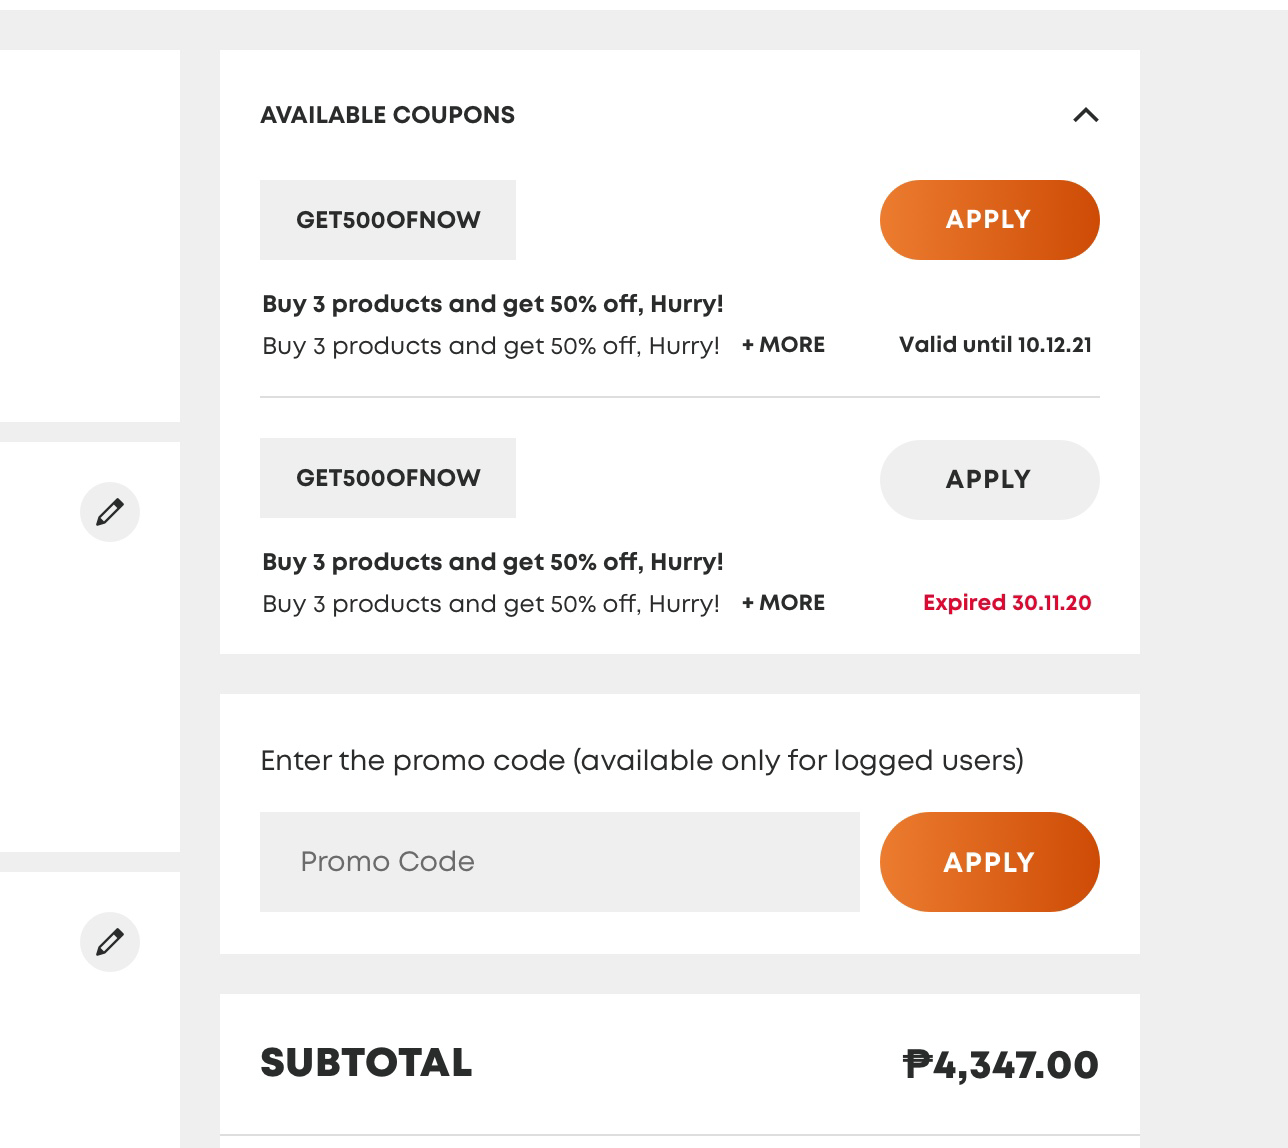 AVAILABLE COUPONS
GET500OFNOW
APPLY
Buy 3 products and get 50% off, Hurry!
Buy 3 products and get 50% off, Hurry! + MORE Valid until 10.12.21
GET500OFNOW
APPLY
Buy 3 products and get 50% off, Hurry!
Buy 3 products and get 50% off, Hurry! + MORE Expired 30.11.20
Enter the promo code (available only for logged users)
Promo Code
APPLY
SUBTOTAL ₱4,347.00